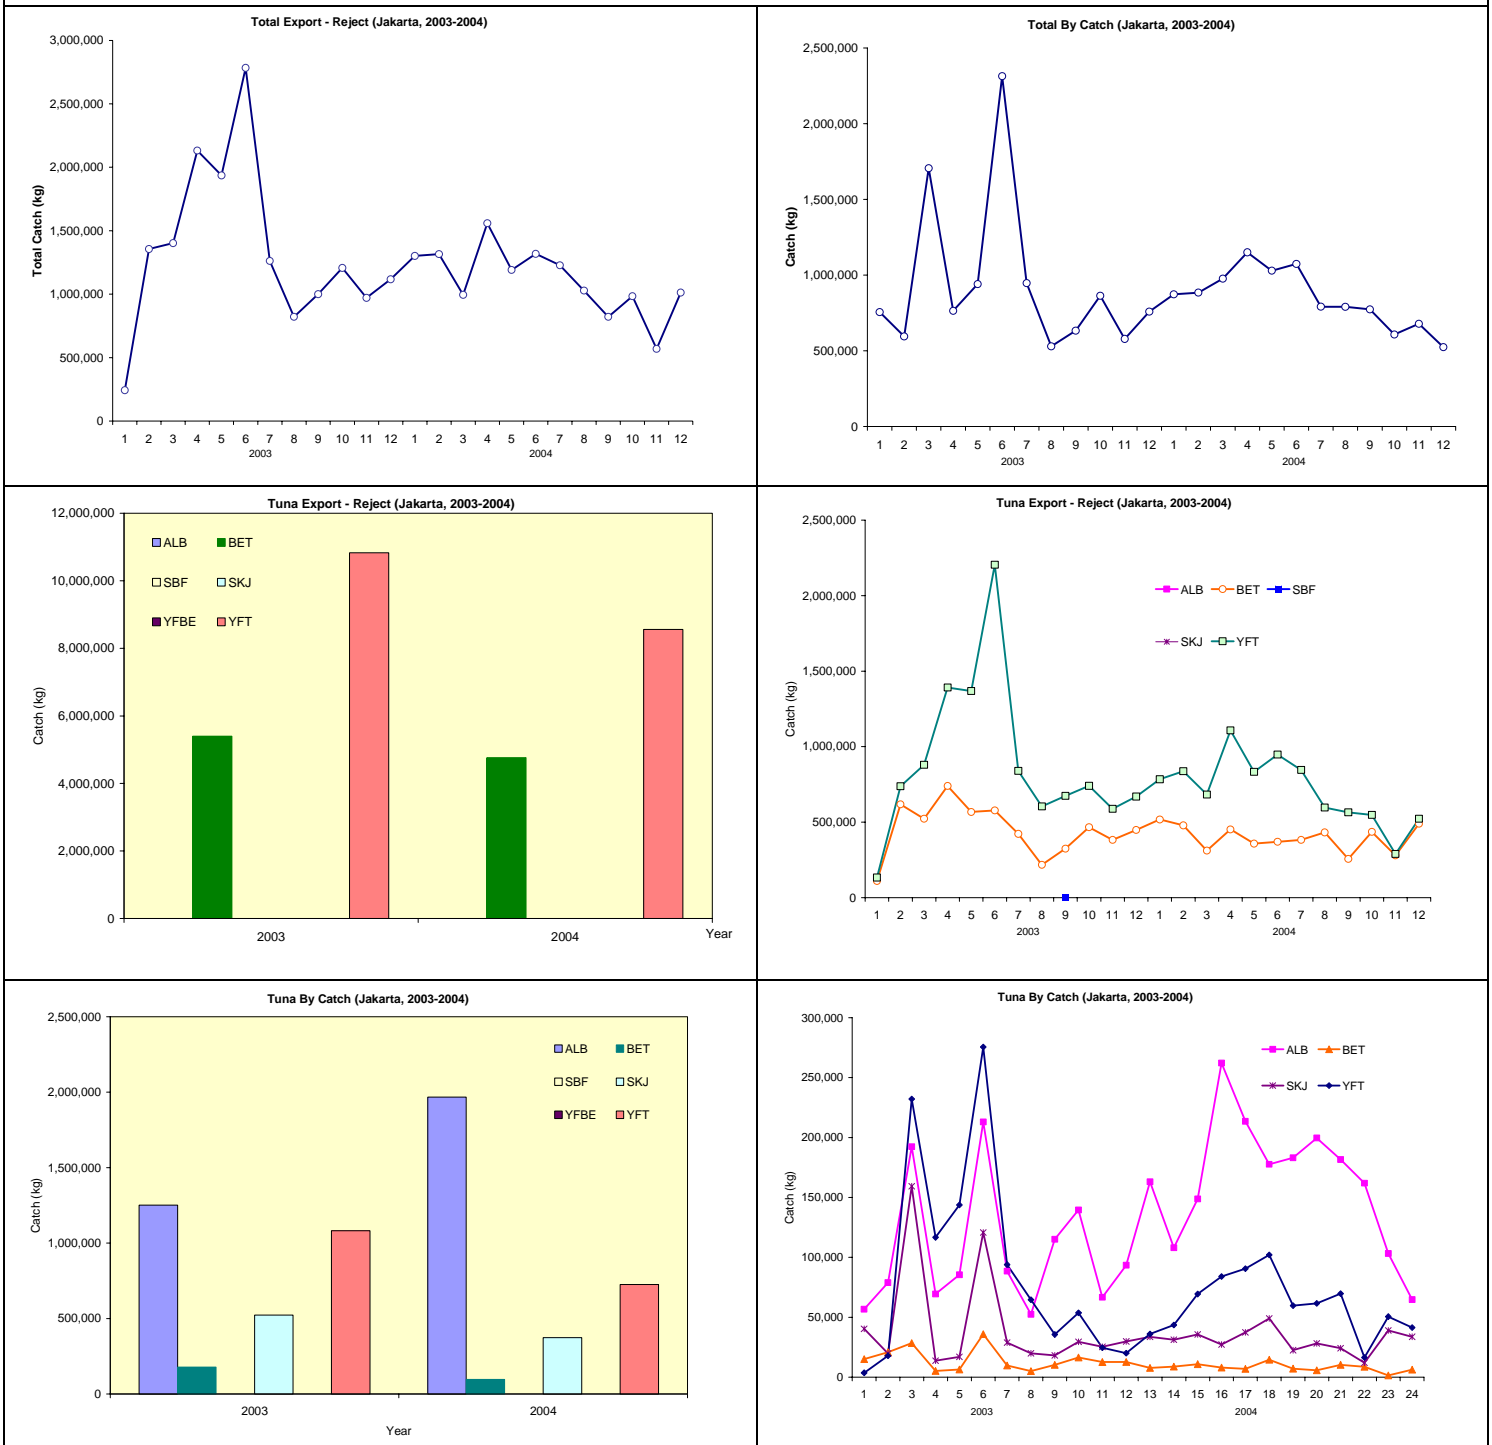 Total Export - Reject (Jakarta, 2003-2004)
Total Catch (kg)
3,000,000
2,500,000
2,000,000
1,500,000
1,000,000
500,000
0
1 2 3 4 5 6 7 8 9 10 11 12 1 2 3 4 5 6 7 8 9 10 11 12
2003 2004
Total By Catch (Jakarta, 2003-2004)
Catch (kg)
2,500,000
2,000,000
1,500,000
1,000,000
500,000
0
1 2 3 4 5 6 7 8 9 10 11 12 1 2 3 4 5 6 7 8 9 10 11 12
2003 2004
Tuna Export - Reject (Jakarta, 2003-2004)
Catch (kg)
12,000,000
10,000,000
8,000,000
6,000,000
4,000,000
2,000,000
0
ALB BET
SBF SKJ
YFBE YFT
2003 2004
Year
Tuna Export - Reject (Jakarta, 2003-2004)
Catch (kg)
2,500,000
2,000,000
1,500,000
1,000,000
500,000
0
ALB BET SBF
SKJ YFT
1 2 3 4 5 6 7 8 9 10 11 12 1 2 3 4 5 6 7 8 9 10 11 12
2003 2004
Tuna By Catch (Jakarta, 2003-2004)
Catch (kg)
2,500,000
2,000,000
1,500,000
1,000,000
500,000
0
ALB BET
SBF SKJ
YFBE YFT
2003 2004
Year
Tuna By Catch (Jakarta, 2003-2004)
Catch (kg)
300,000
250,000
200,000
150,000
100,000
50,000
0
ALB BET
SKJ YFT
1 2 3 4 5 6 7 8 9 10 11 12 13 14 15 16 17 18 19 20 21 22 23 24
2003 2004